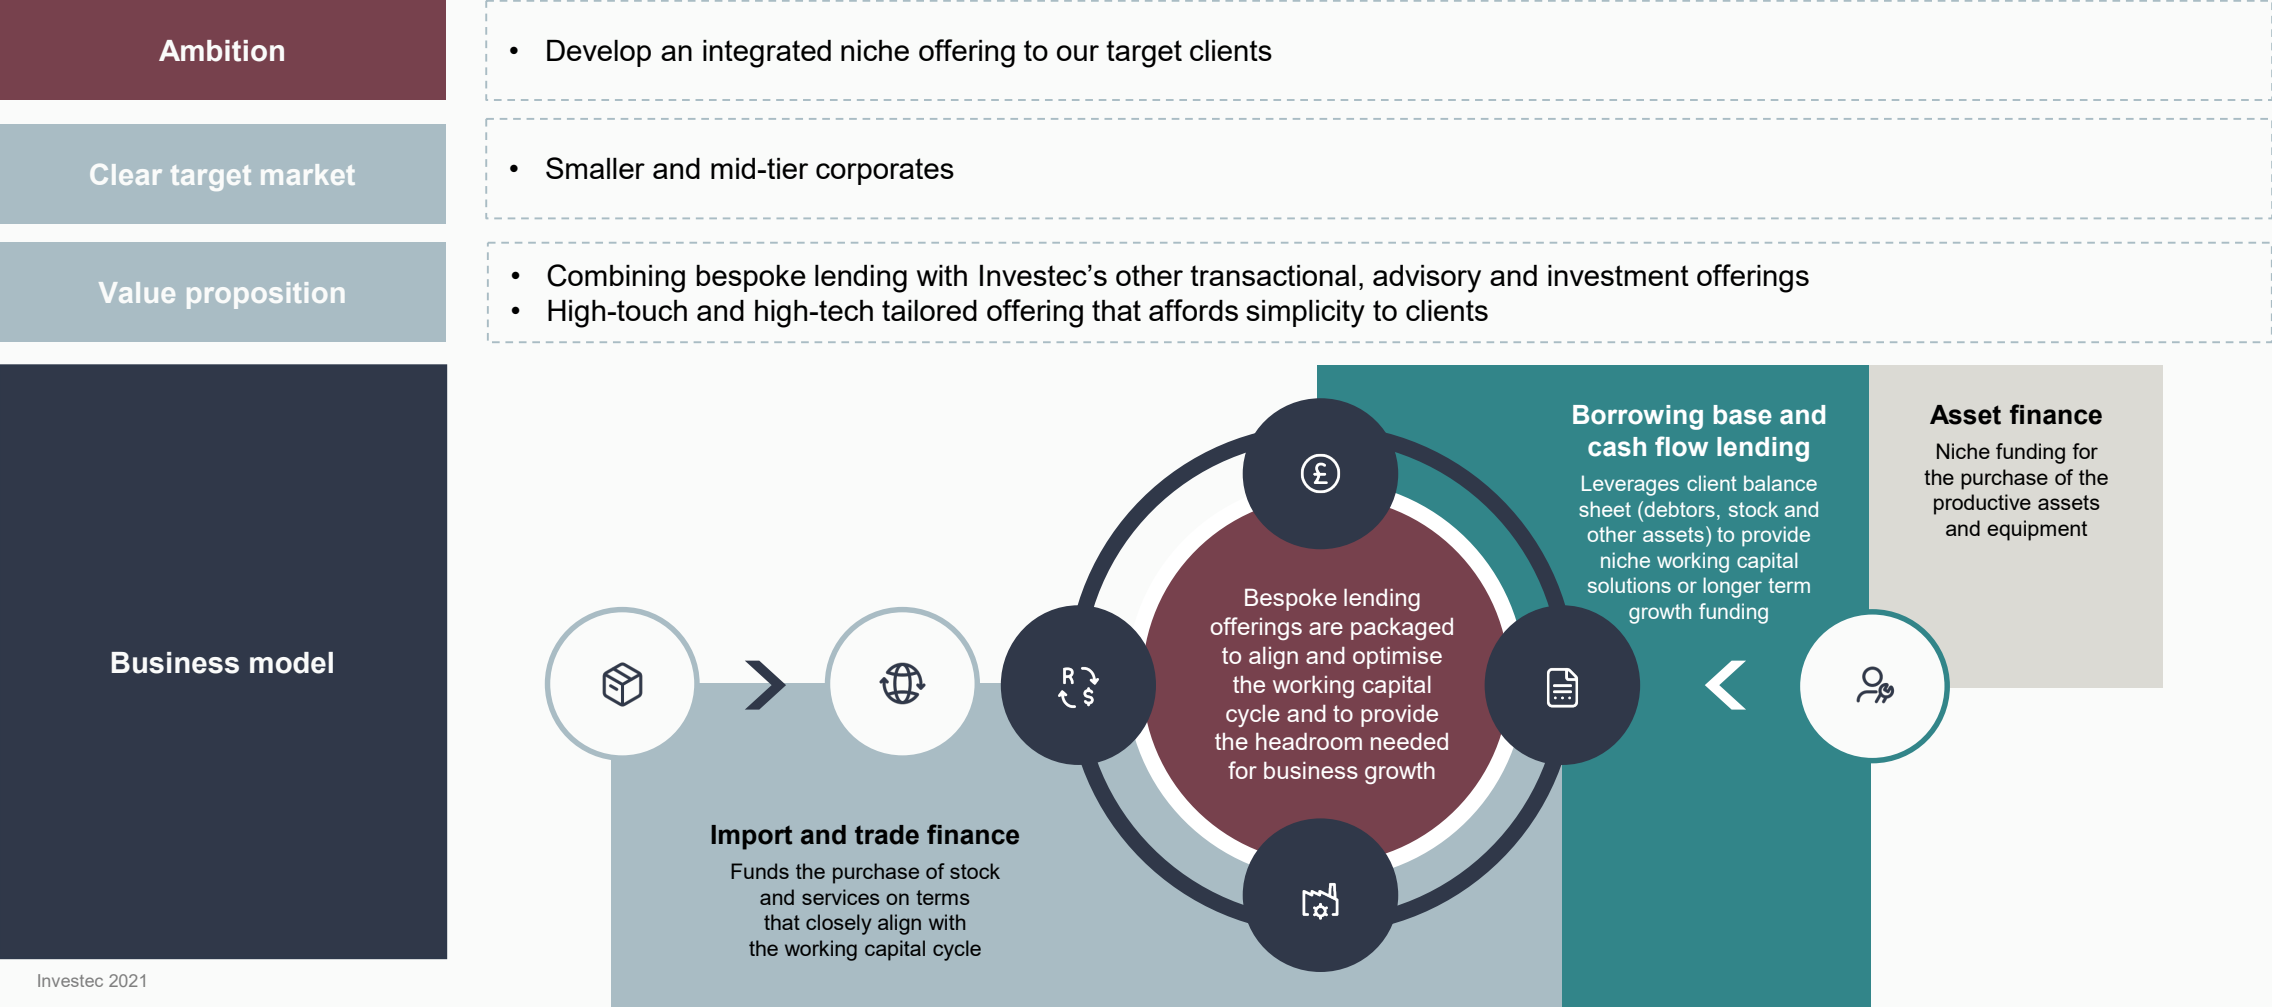 Ambition
• Develop an integrated niche offering to our target clients
Clear target market
• Smaller and mid-tier corporates
Value proposition
• Combining bespoke lending with Investec’s other transactional, advisory and investment offerings
• High-touch and high-tech tailored offering that affords simplicity to clients
Business model
Import and trade finance
Funds the purchase of stock
and services on terms
that closely align with
the working capital cycle
R
$
£
Bespoke lending
offerings are packaged
to align and optimise
the working capital
cycle and to provide
the headroom needed
for business growth
Borrowing base and
cash flow lending
Leverages client balance
sheet (debtors, stock and
other assets) to provide
niche working capital
solutions or longer term
growth funding
Asset finance
Niche funding for
the purchase of the
productive assets
and equipment
Investec 2021